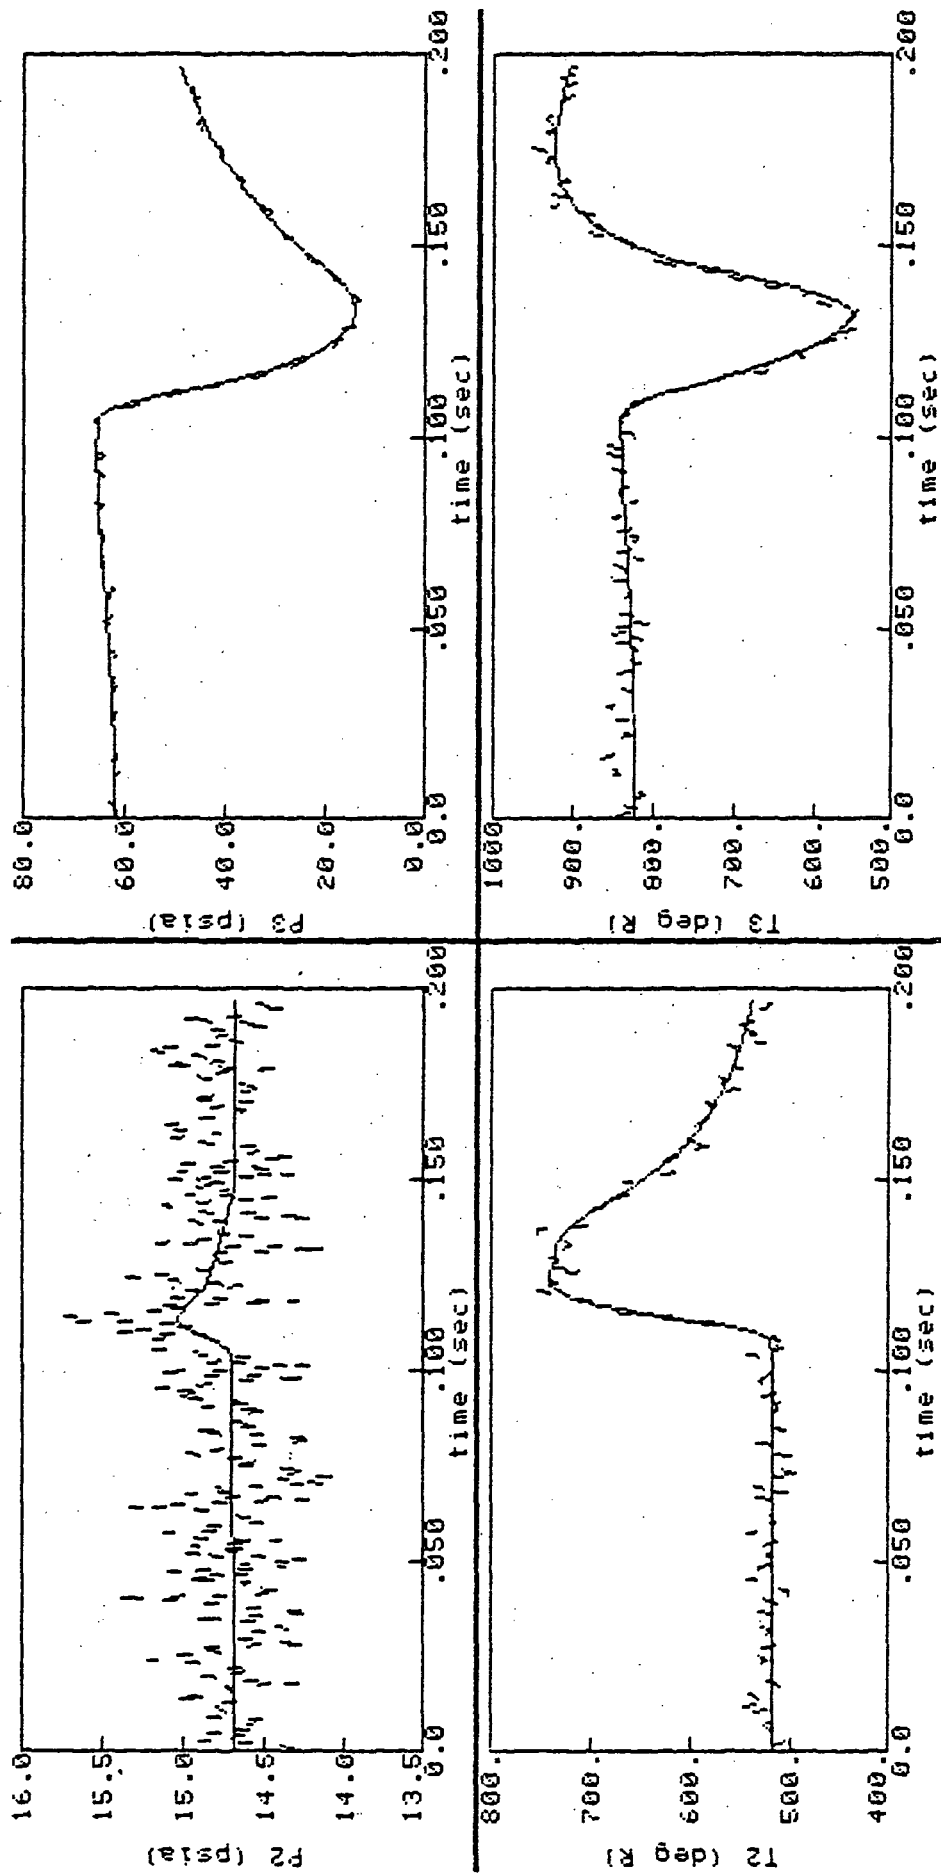 16.0
15.5
15.0
14.5
14.0
13.5
P2 (psia)
0.0 .050 .100 .150 .200
time (sec)
80.0
60.0
40.0
20.0
0.0
P3 (psia)
0.0 .050 .100 .150 .200
time (sec)
800.
700.
600.
500.
400.
T2 (deg R)
0.0 .050 .100 .150 .200
time (sec)
1000
900.
800.
700.
600.
500.
T3 (deg R)
0.0 .050 .100 .150 .200
time (sec)